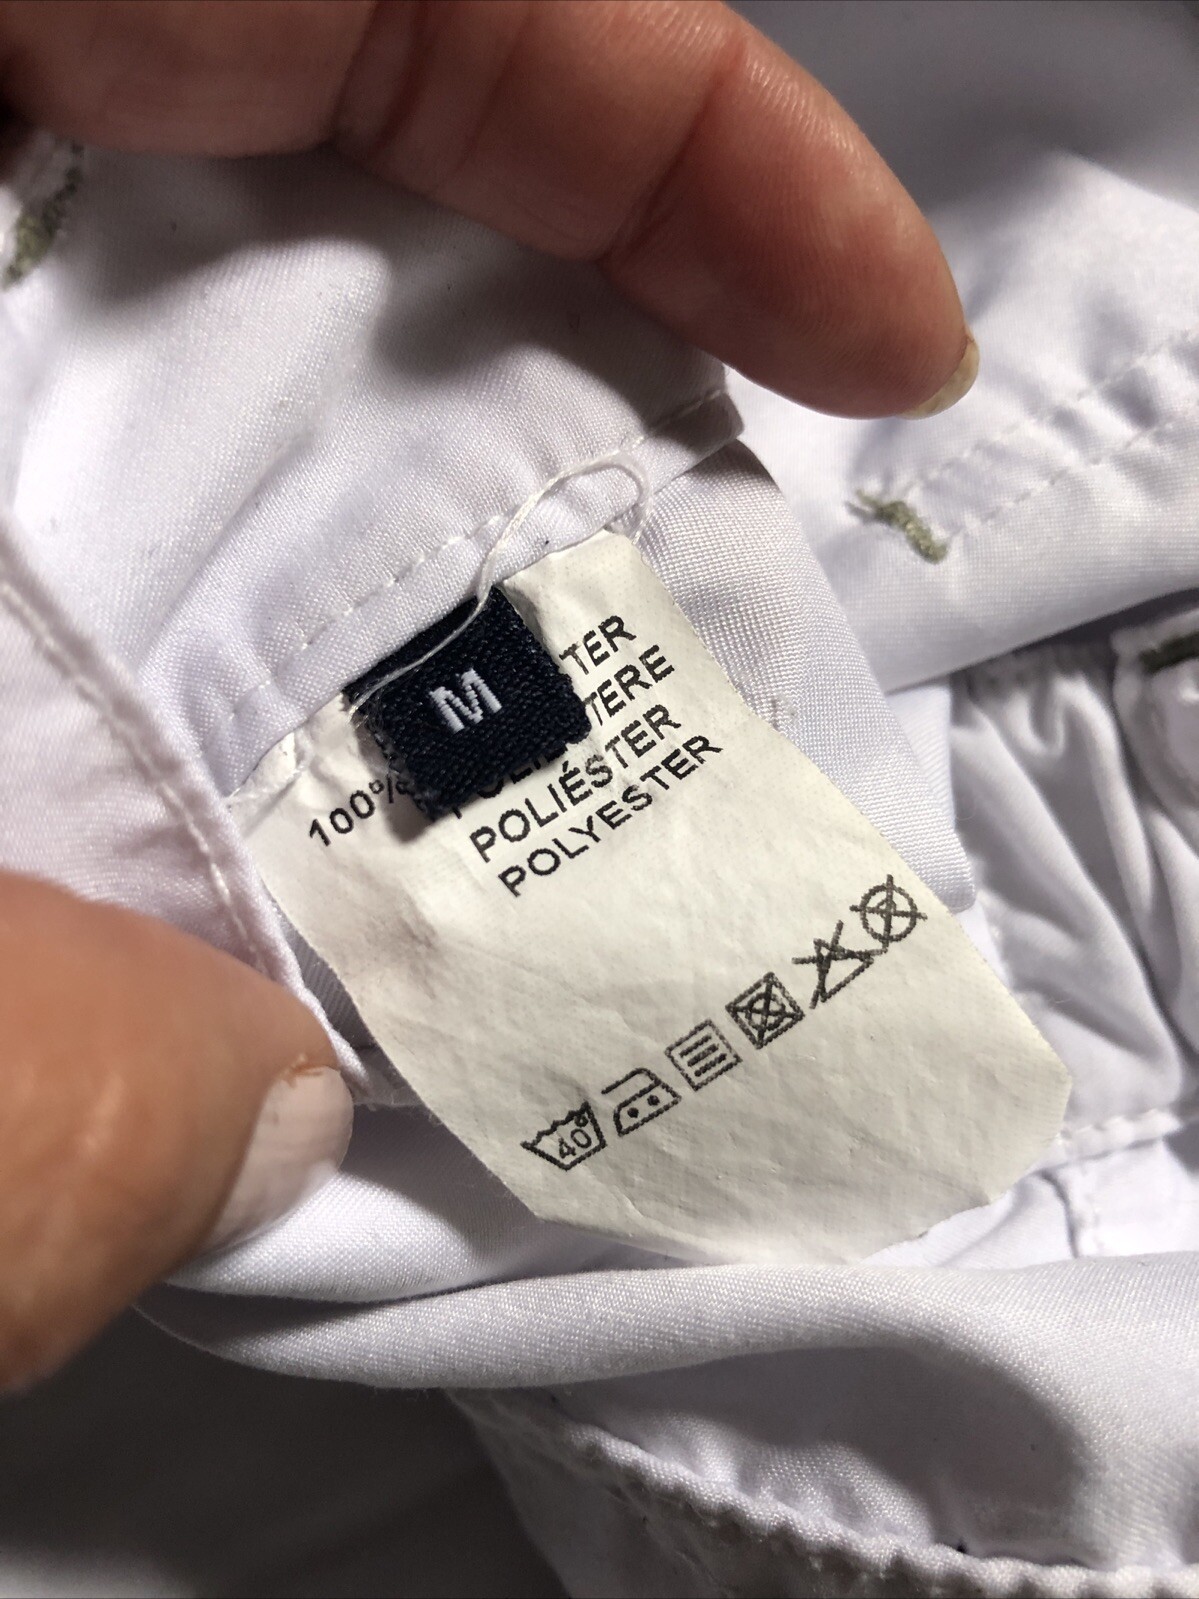 M
100%
TER
TERE
POLIÉSTER
POLYESTER
40°